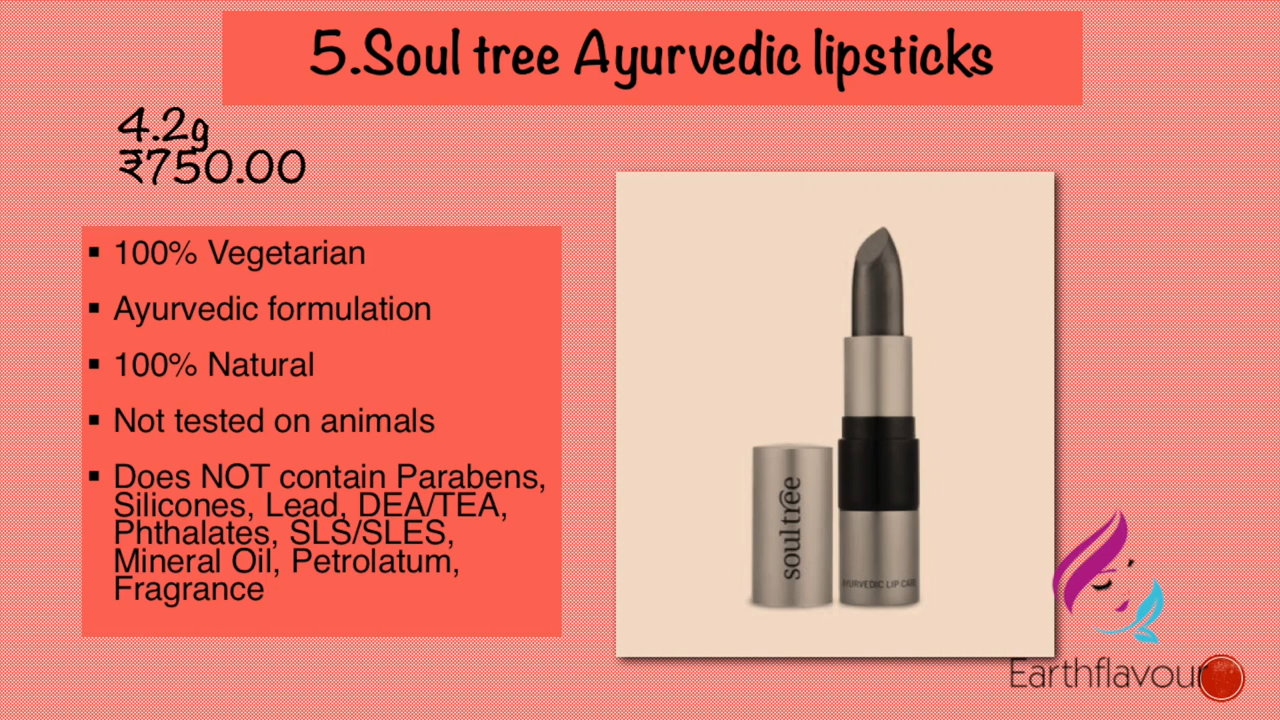 5.Soul tree Ayurvedic lipsticks
4.2g
₹750.00
▪ 100% Vegetarian
▪ Ayurvedic formulation
▪ 100% Natural
▪ Not tested on animals
▪ Does NOT contain Parabens,
Silicones, Lead, DEA/TEA,
Phthalates, SLS/SLES,
Mineral Oil, Petrolatum,
Fragrance
soultree
AYURVEDIC LIP CARE
Earthflavour